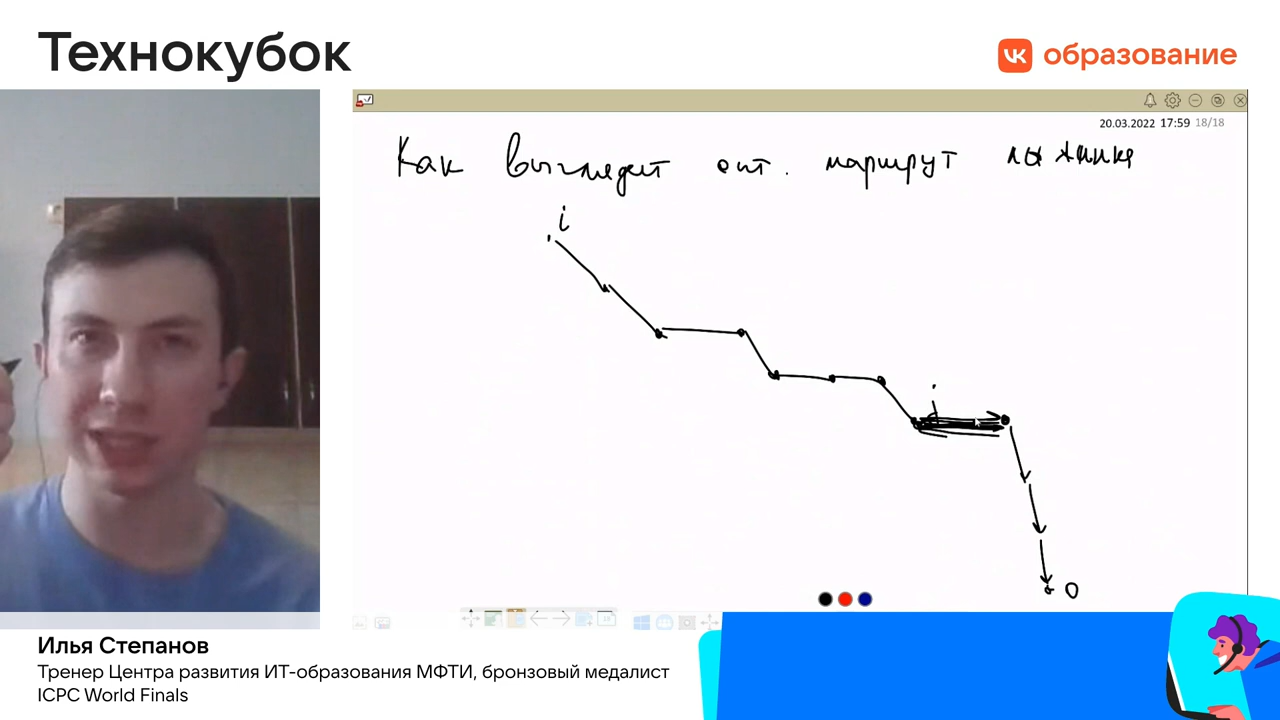 Технокубок
VK образование
20.03.2022 17:59 18/18
Как выглядит опт. маршрут лыжника
i
j
0
Илья Степанов
Тренер Центра развития ИТ-образования МФТИ, бронзовый медалист
ICPC World Finals